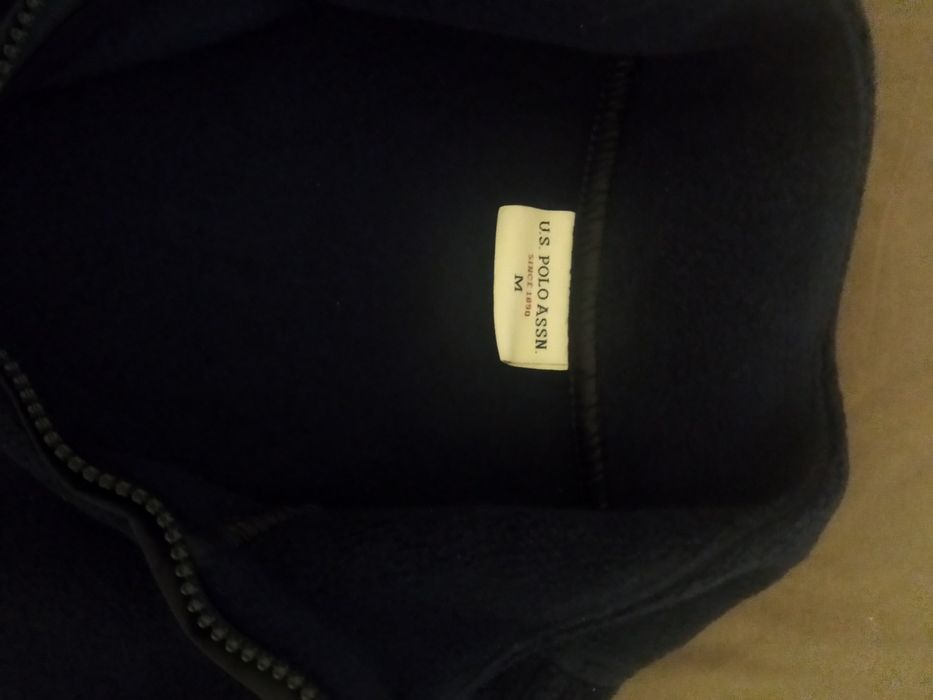 U.S. POLO ASSN.
SINCE 1890
M